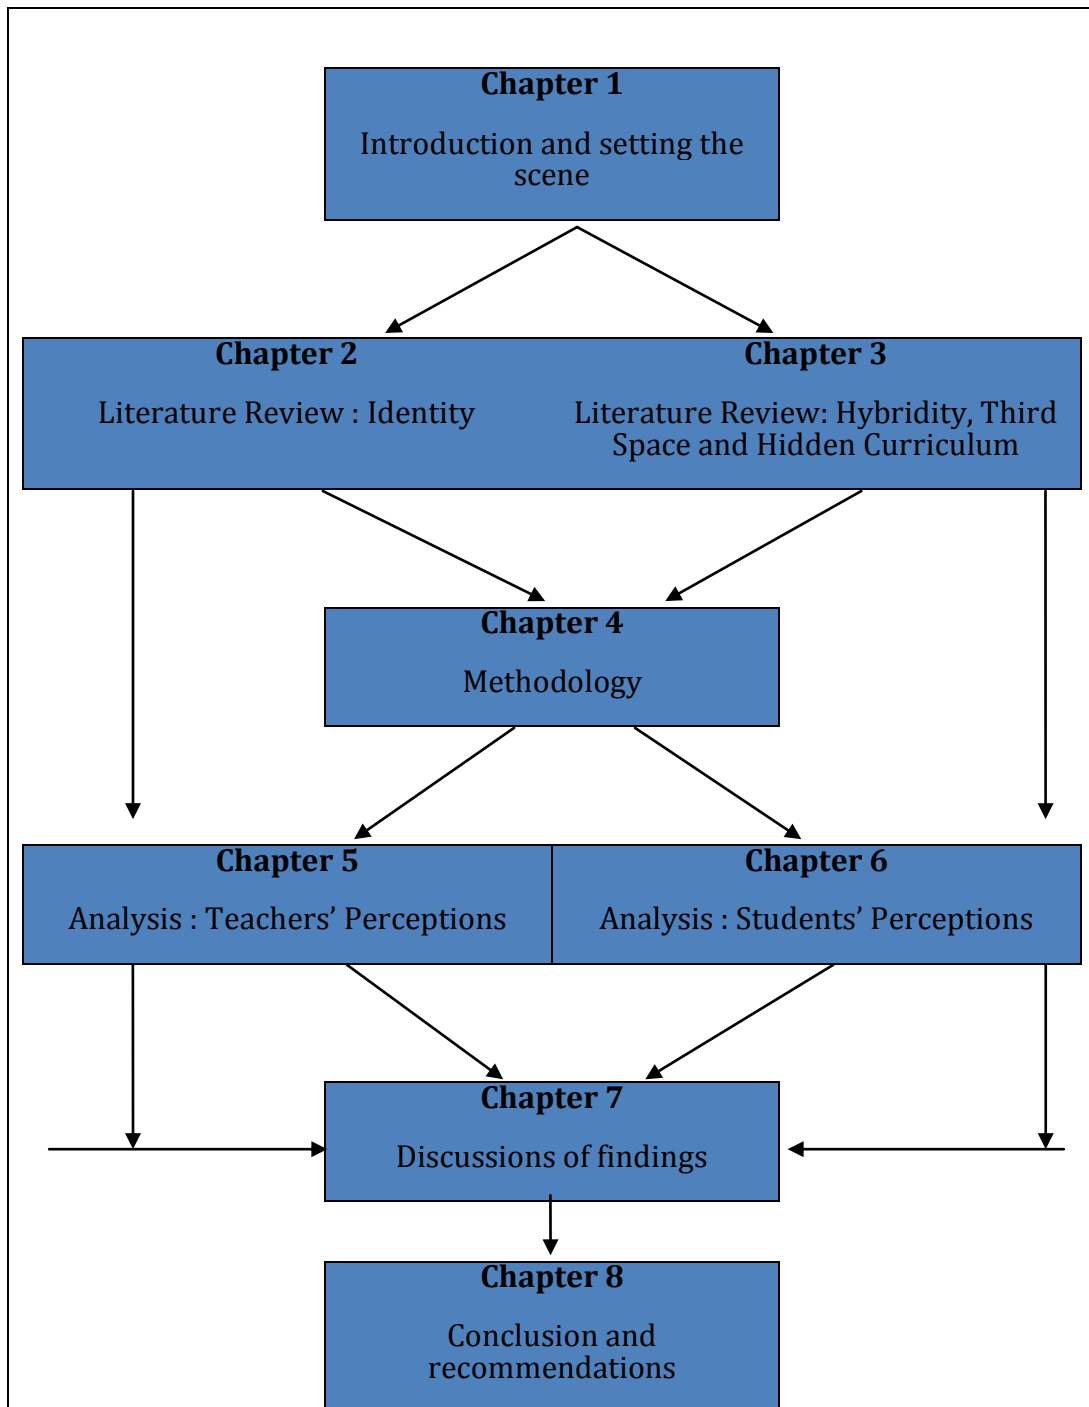 Chapter 1
Introduction and setting the
scene
Chapter 2
Literature Review : Identity
Chapter 3
Literature Review: Hybridity, Third
Space and Hidden Curriculum
Chapter 4
Methodology
Chapter 5
Analysis : Teachers’ Perceptions
Chapter 6
Analysis : Students’ Perceptions
Chapter 7
Discussions of findings
Chapter 8
Conclusion and
recommendations